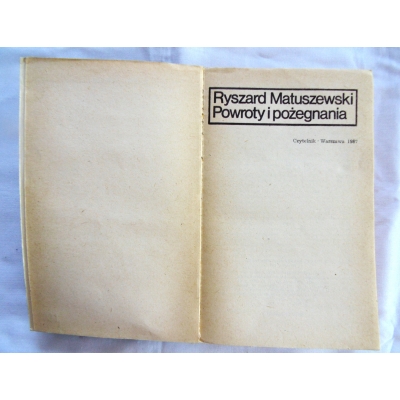 Ryszard Matuszewski
Powroty i pożegnania
Czytelnik · Warszawa 1987